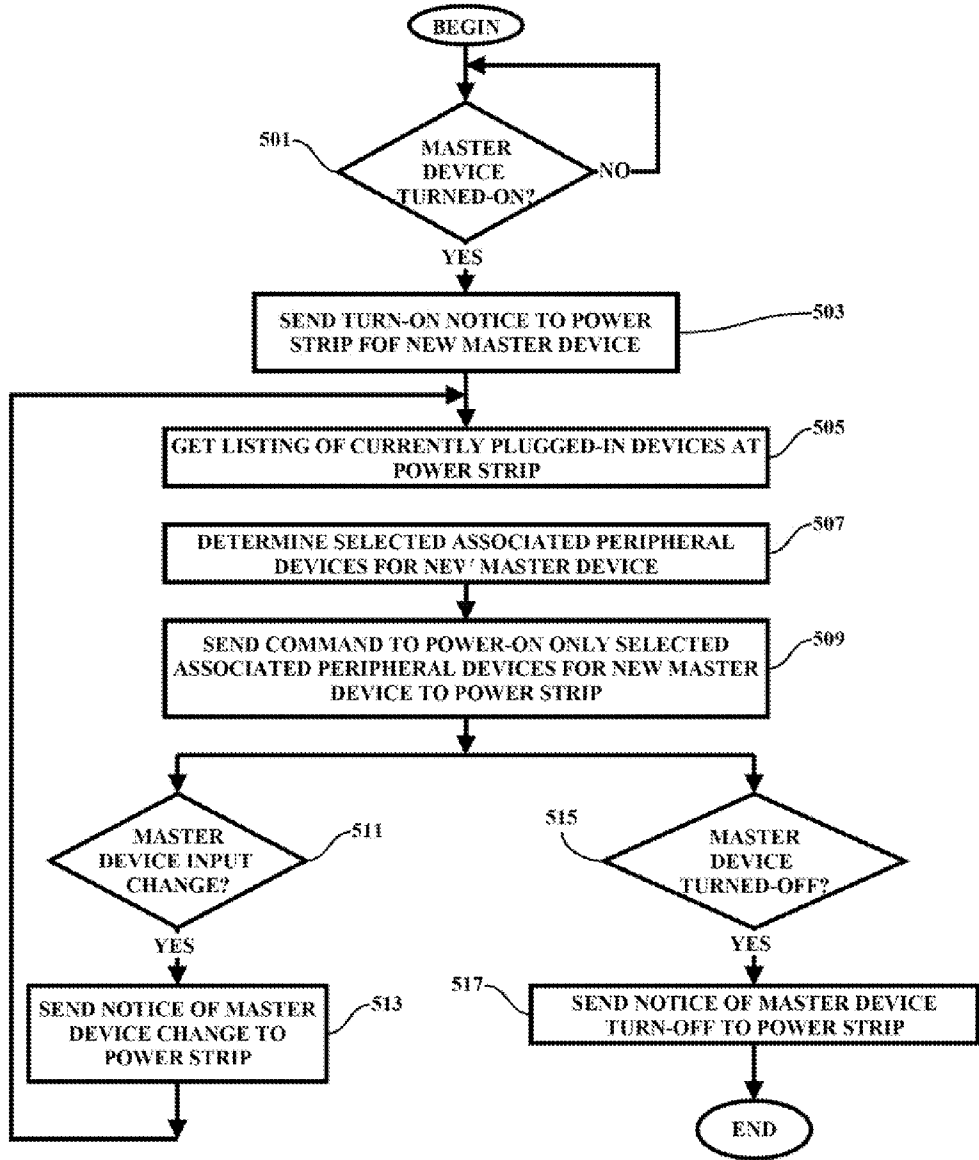 BEGIN
501
MASTER
DEVICE
TURNED-ON?
NO
YES
SEND TURN-ON NOTICE TO POWER
STRIP FOF NEW MASTER DEVICE
503
GET LISTING OF CURRENTLY PLUGGED-IN DEVICES AT
POWER STRIP
505
DETERMINE SELECTED ASSOCIATED PERIPHERAL
DEVICES FOR NEW MASTER DEVICE
507
SEND COMMAND TO POWER-ON ONLY SELECTED
ASSOCIATED PERIPHERAL DEVICES FOR NEW MASTER
DEVICE TO POWER STRIP
509
MASTER
DEVICE INPUT
CHANGE?
511
YES
SEND NOTICE OF MASTER
DEVICE CHANGE TO
POWER STRIP
513
515
MASTER
DEVICE
TURNED-OFF?
YES
517
SEND NOTICE OF MASTER DEVICE
TURN-OFF TO POWER STRIP
END